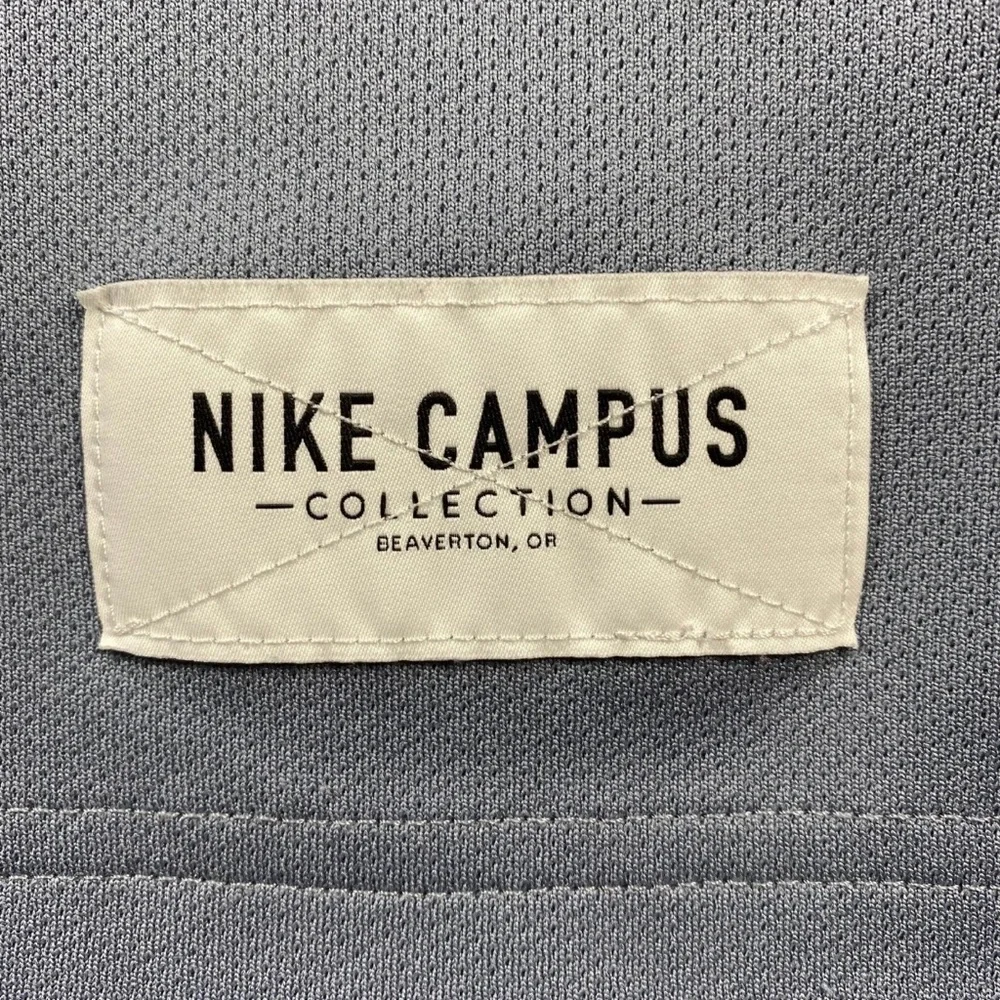 NIKE CAMPUS
—COLLECTION—
BEAVERTON, OR